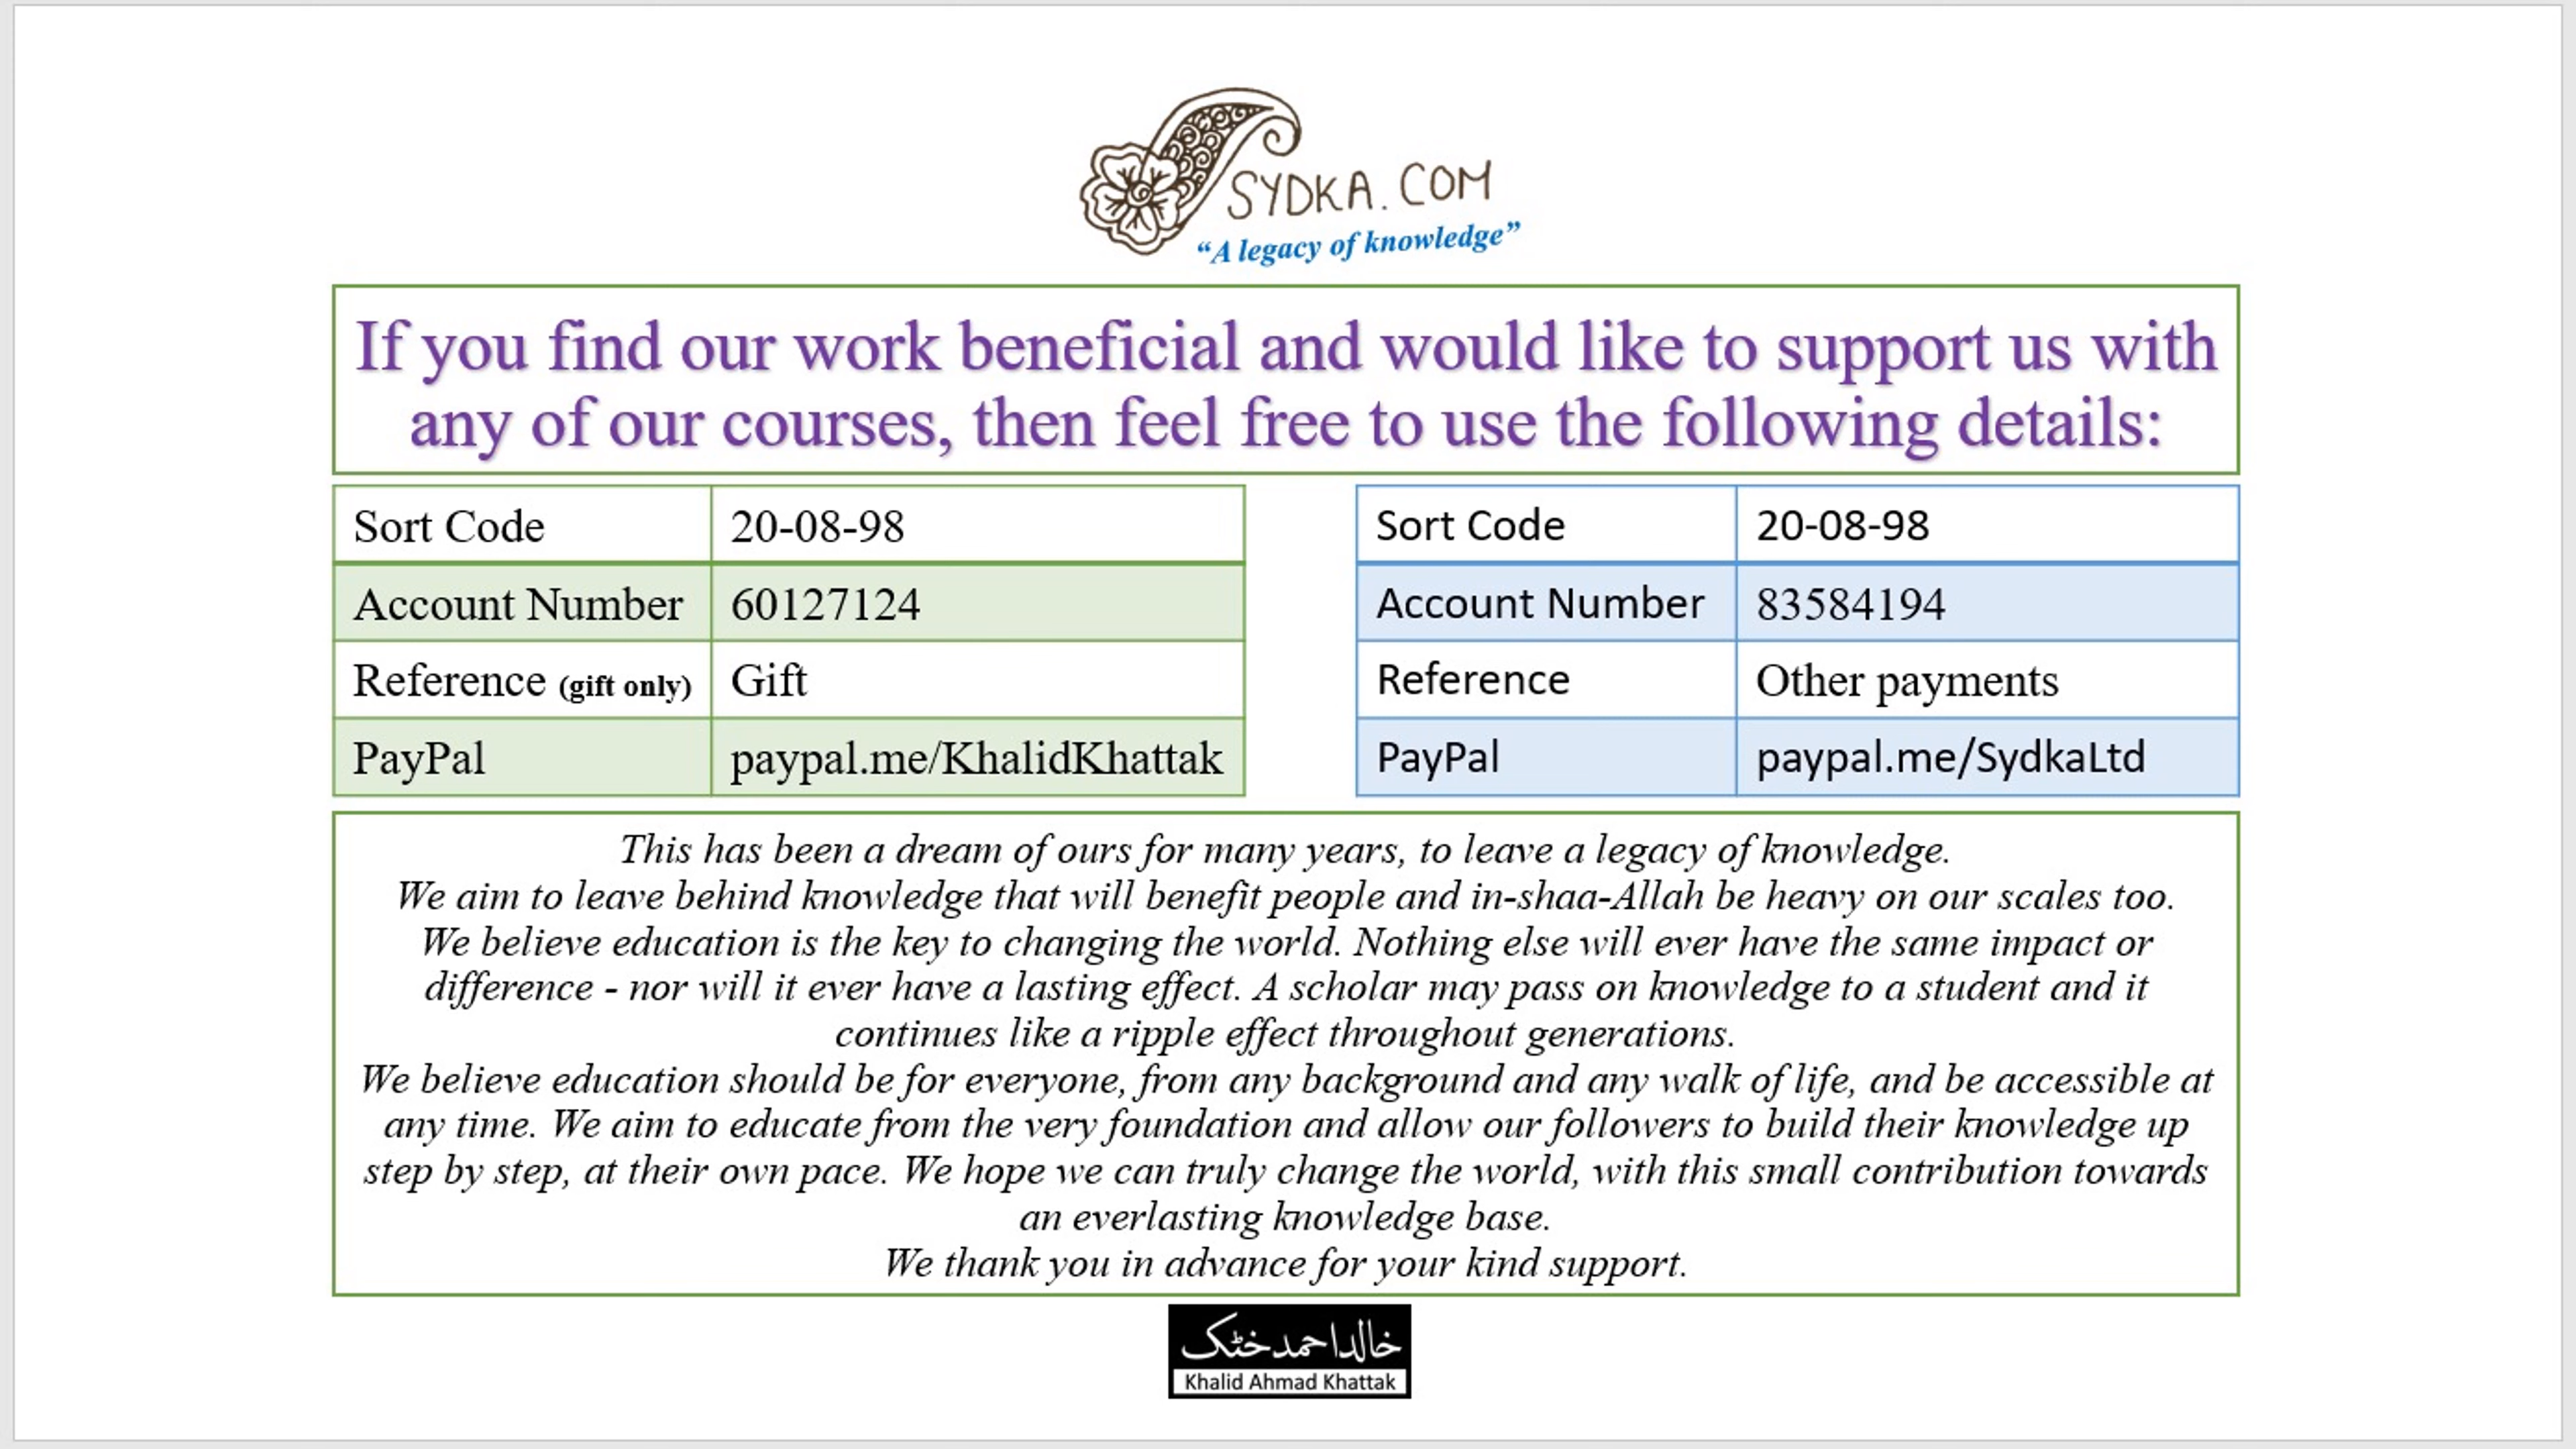 SYDKA.COM
“A legacy of knowledge”
If you find our work beneficial and would like to support us with
any of our courses, then feel free to use the following details:
Sort Code 20-08-98
Account Number 60127124
Reference (gift only) Gift
PayPal paypal.me/KhalidKhattak
Sort Code 20-08-98
Account Number 83584194
Reference Other payments
PayPal paypal.me/SydkaLtd
This has been a dream of ours for many years, to leave a legacy of knowledge.
We aim to leave behind knowledge that will benefit people and in-shaa-Allah be heavy on our scales too.
We believe education is the key to changing the world. Nothing else will ever have the same impact or
difference - nor will it ever have a lasting effect. A scholar may pass on knowledge to a student and it
continues like a ripple effect throughout generations.
We believe education should be for everyone, from any background and any walk of life, and be accessible at
any time. We aim to educate from the very foundation and allow our followers to build their knowledge up
step by step, at their own pace. We hope we can truly change the world, with this small contribution towards
an everlasting knowledge base.
We thank you in advance for your kind support.
خالد احمد خٹک
Khalid Ahmad Khattak